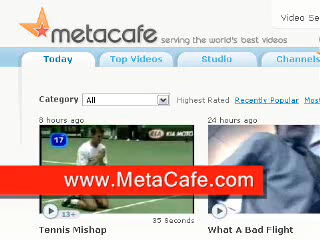 Video Se
metacafe serving the world's best videos
Today Top Videos Studio Channels
Category All Highest Rated Recently Popular Most
8 hours ago 24 hours ago
17
KIA MOTORS
www.MetaCafe.com
13+
35 Seconds
Tennis Mishap What A Bad Flight